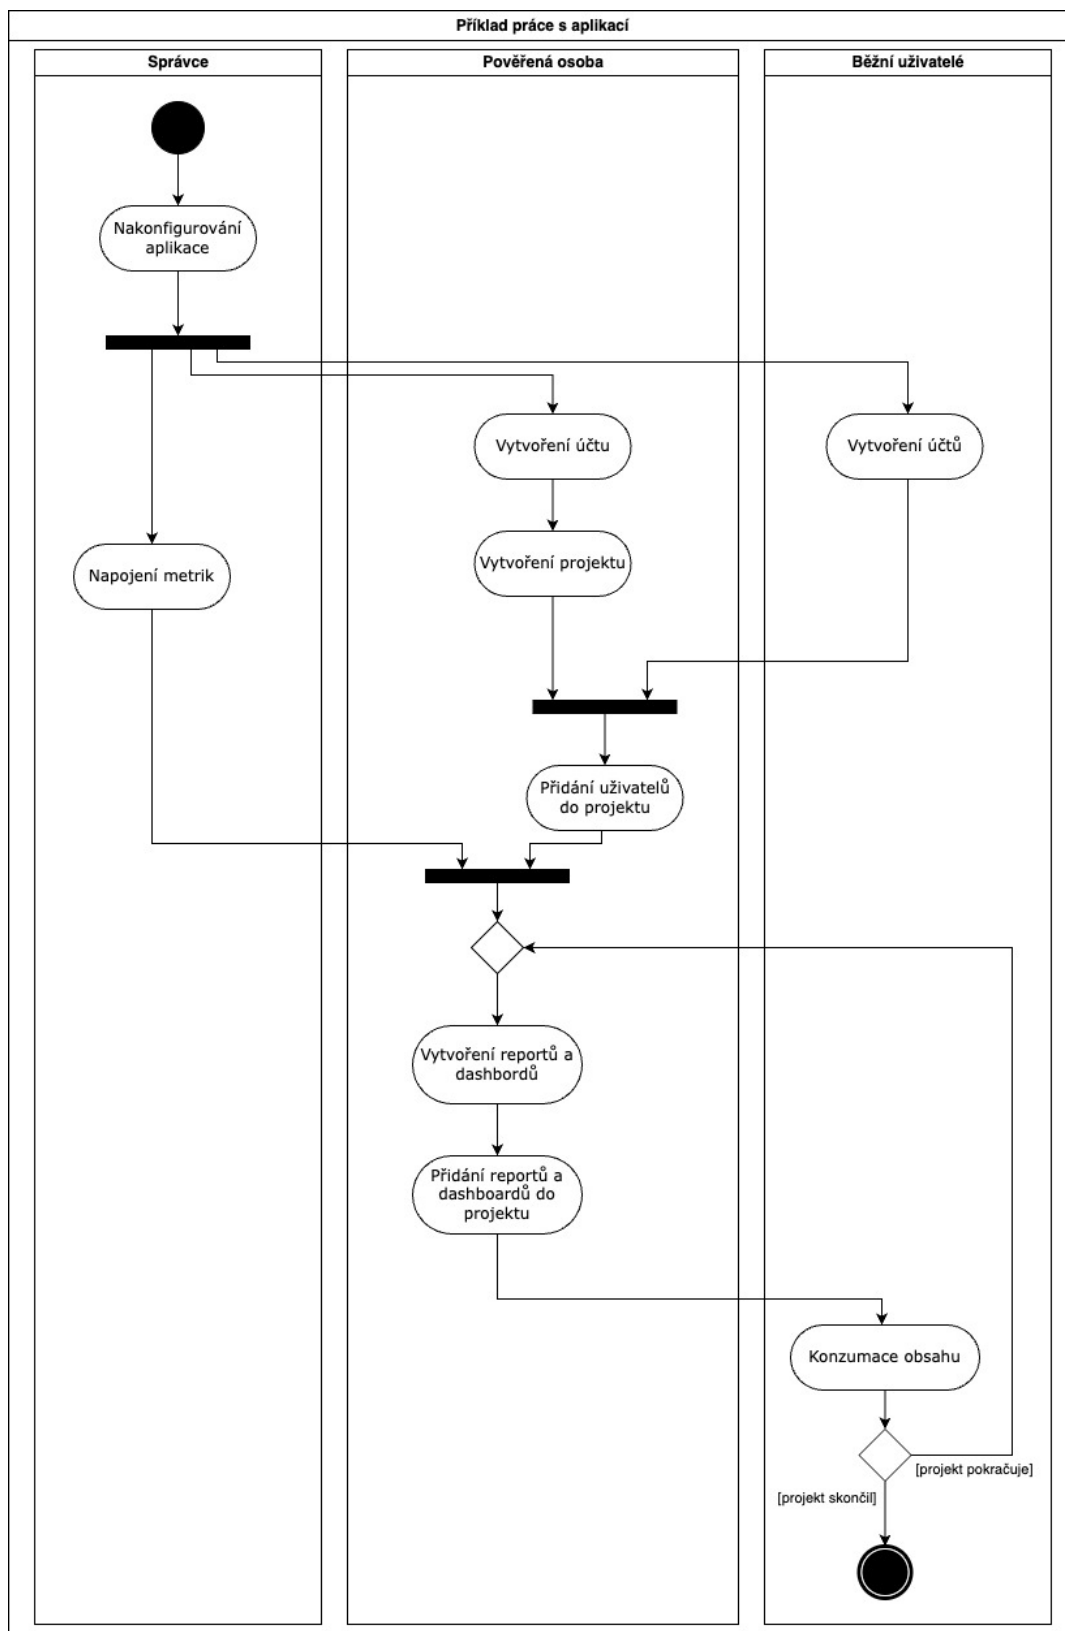 Příklad práce s aplikací
Správce
Pověřená osoba
Běžní uživatelé
Nakonfigurování
aplikace
Vytvoření účtu
Vytvoření účtů
Napojení metrik
Vytvoření projektu
Přidání uživatelů
do projektu
Vytvoření reportů a
dashbordů
Přidání reportů a
dashboardů do
projektu
Konzumace obsahu
[projekt pokračuje]
[projekt skončil]